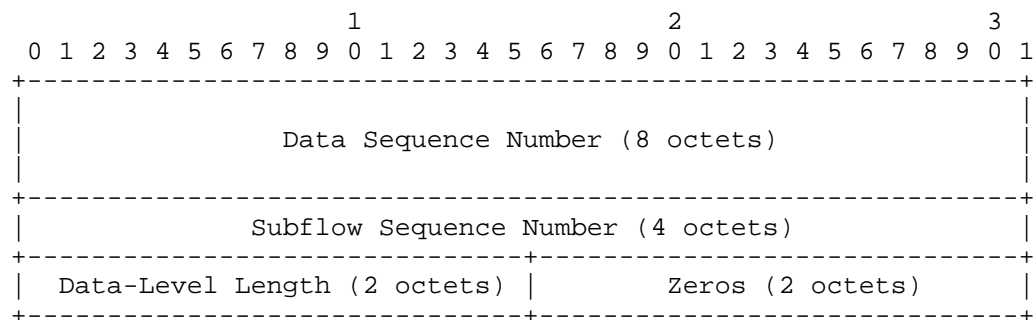 1 2 3
0 1 2 3 4 5 6 7 8 9 0 1 2 3 4 5 6 7 8 9 0 1 2 3 4 5 6 7 8 9 0 1
Data Sequence Number (8 octets)
Subflow Sequence Number (4 octets)
Data-Level Length (2 octets) | Zeros (2 octets)